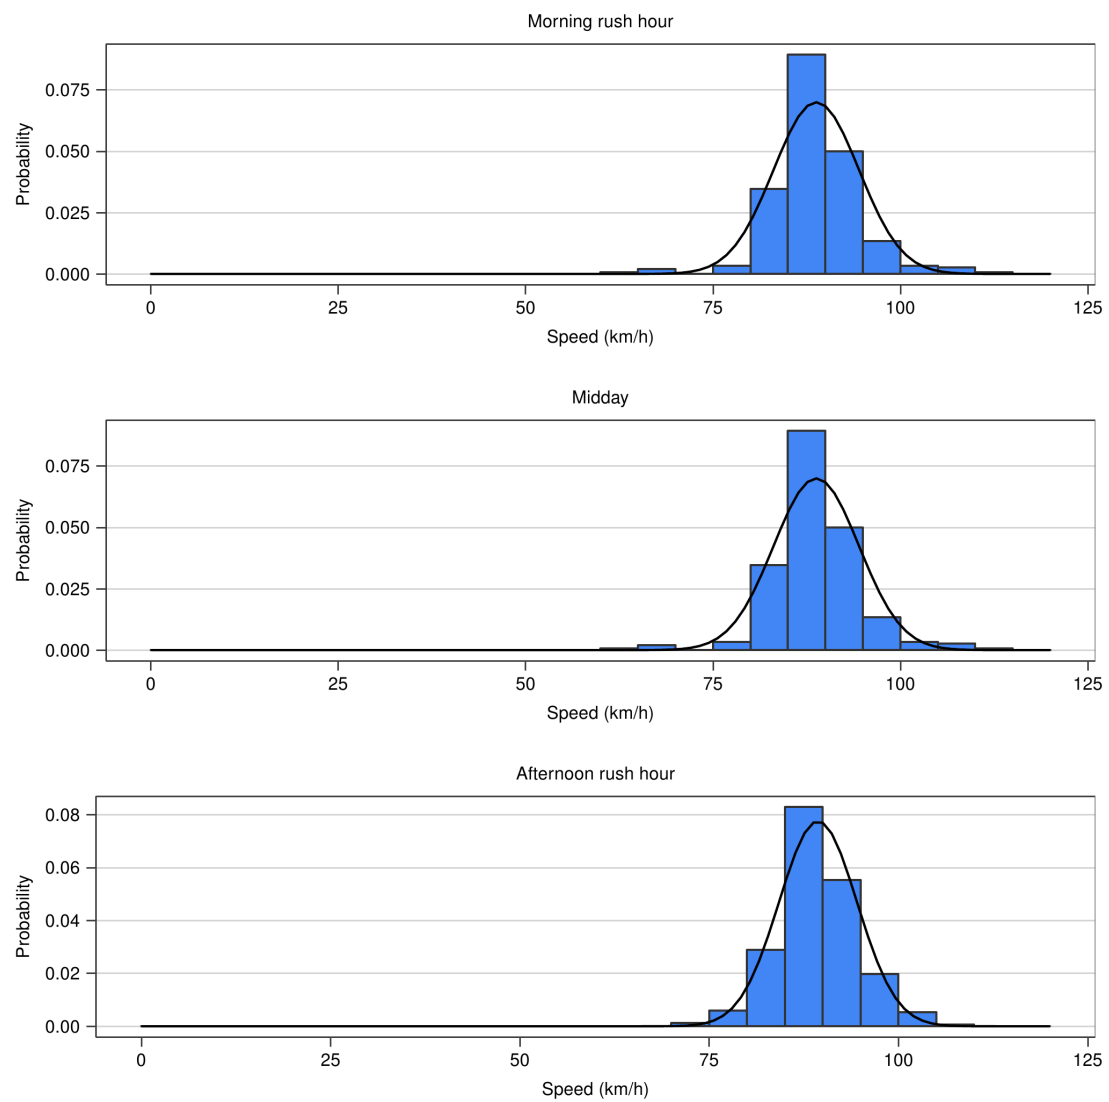 Morning rush hour
0.075
0.050
0.025
0.000
Probability
0 25 50 75 100 125
Speed (km/h)
Midday
0.075
0.050
0.025
0.000
Probability
0 25 50 75 100 125
Speed (km/h)
Afternoon rush hour
0.08
0.06
0.04
0.02
0.00
Probability
0 25 50 75 100 125
Speed (km/h)